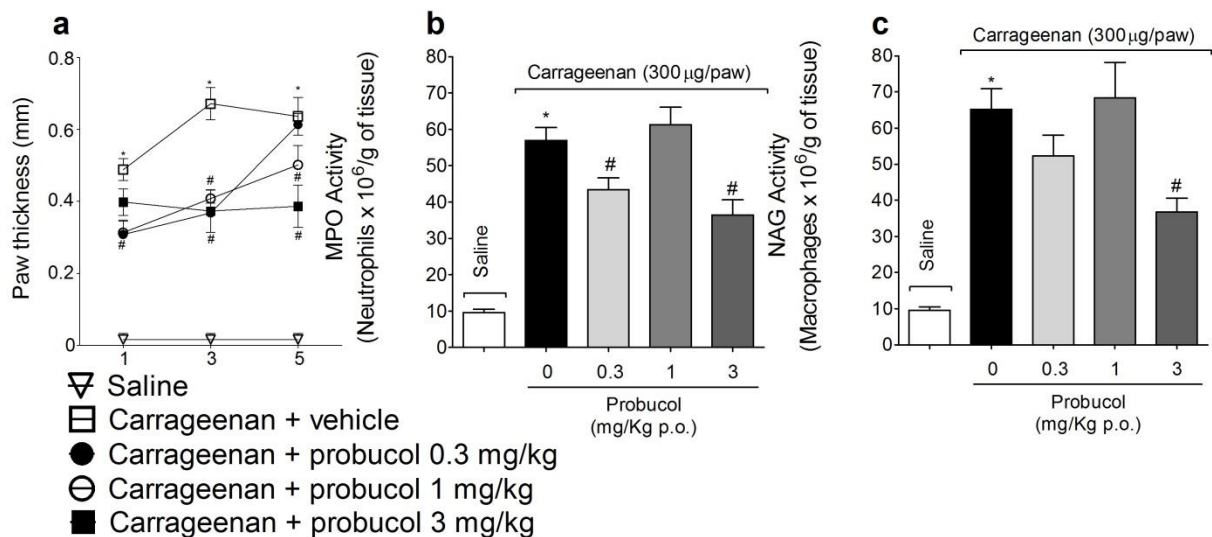 a
Paw thickness (mm)
0.8
0.6
0.4
0.2
0
*
*
*
#
#
#
#
#
1
3
5
Saline
Carrageenan + vehicle
Carrageenan + probucol 0.3 mg/kg
Carrageenan + probucol 1 mg/kg
Carrageenan + probucol 3 mg/kg
b
MPO Activity
(Neutrophils x 10⁶/g of tissue)
Carrageenan (300 µg/paw)
80
70
60
50
40
30
20
10
0
Saline
*
#
#
0
0.3
1
3
Probucol
(mg/Kg p.o.)
c
NAG Activity
(Macrophages x 10⁶/g of tissue)
Carrageenan (300 µg/paw)
80
70
60
50
40
30
20
10
0
Saline
*
#
0
0.3
1
3
Probucol
(mg/Kg p.o.)